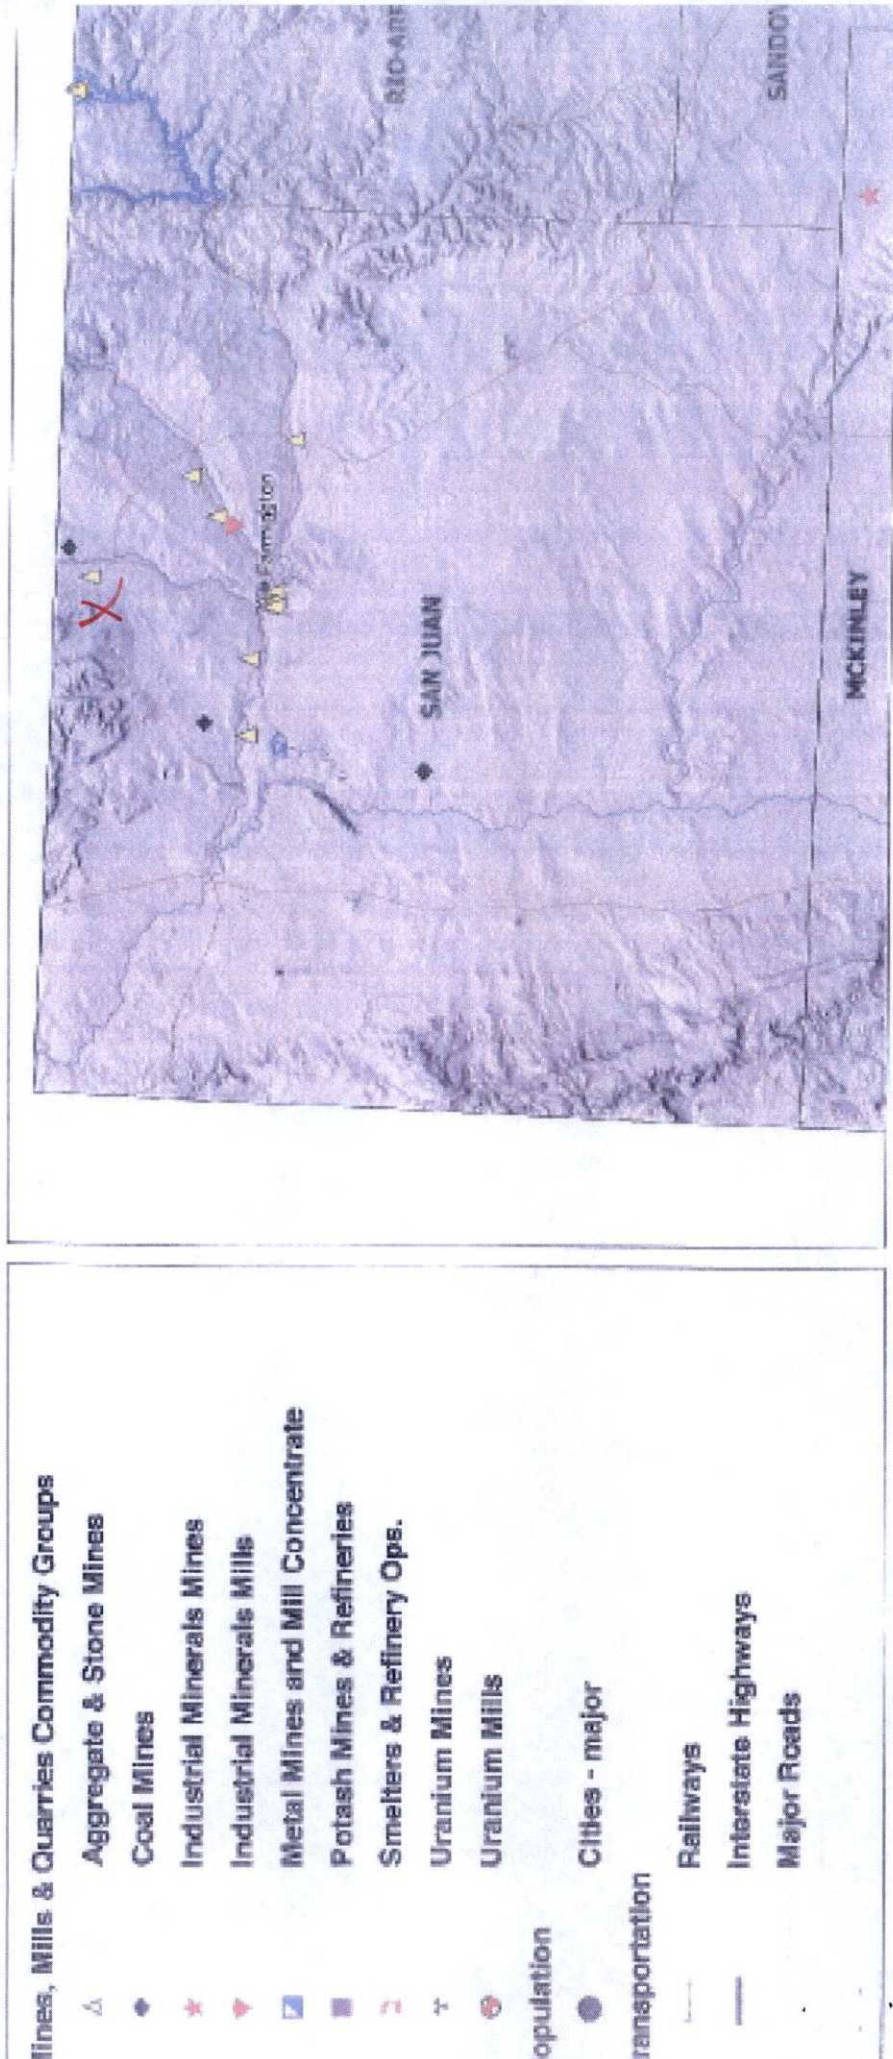 lines, Mills & Quarries Commodity Groups
Aggregate & Stone Mines
Coal Mines
Industrial Minerals Mines
Industrial Minerals Mills
Metal Mines and Mill Concentrate
Potash Mines & Refineries
Smelters & Refinery Ops.
Uranium Mines
Uranium Mills
opulation
Cities - major
ransportation
Railways
Interstate Highways
Major Roads
Farmington
SAN JUAN
MCKINLEY
SANDOV